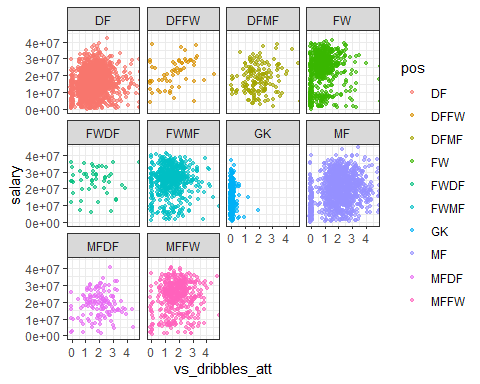 DF DFFW DFMF FW
4e+07
3e+07
2e+07
1e+07
0e+00
FWDF FWMF GK MF
4e+07
3e+07
2e+07
1e+07
0e+00
0 1 2 3 4 0 1 2 3 4
MFDF MFFW
4e+07
3e+07
2e+07
1e+07
0e+00
0 1 2 3 4 0 1 2 3 4
vs_dribbles_att
salary
pos
DF
DFFW
DFMF
FW
FWDF
FWMF
GK
MF
MFDF
MFFW